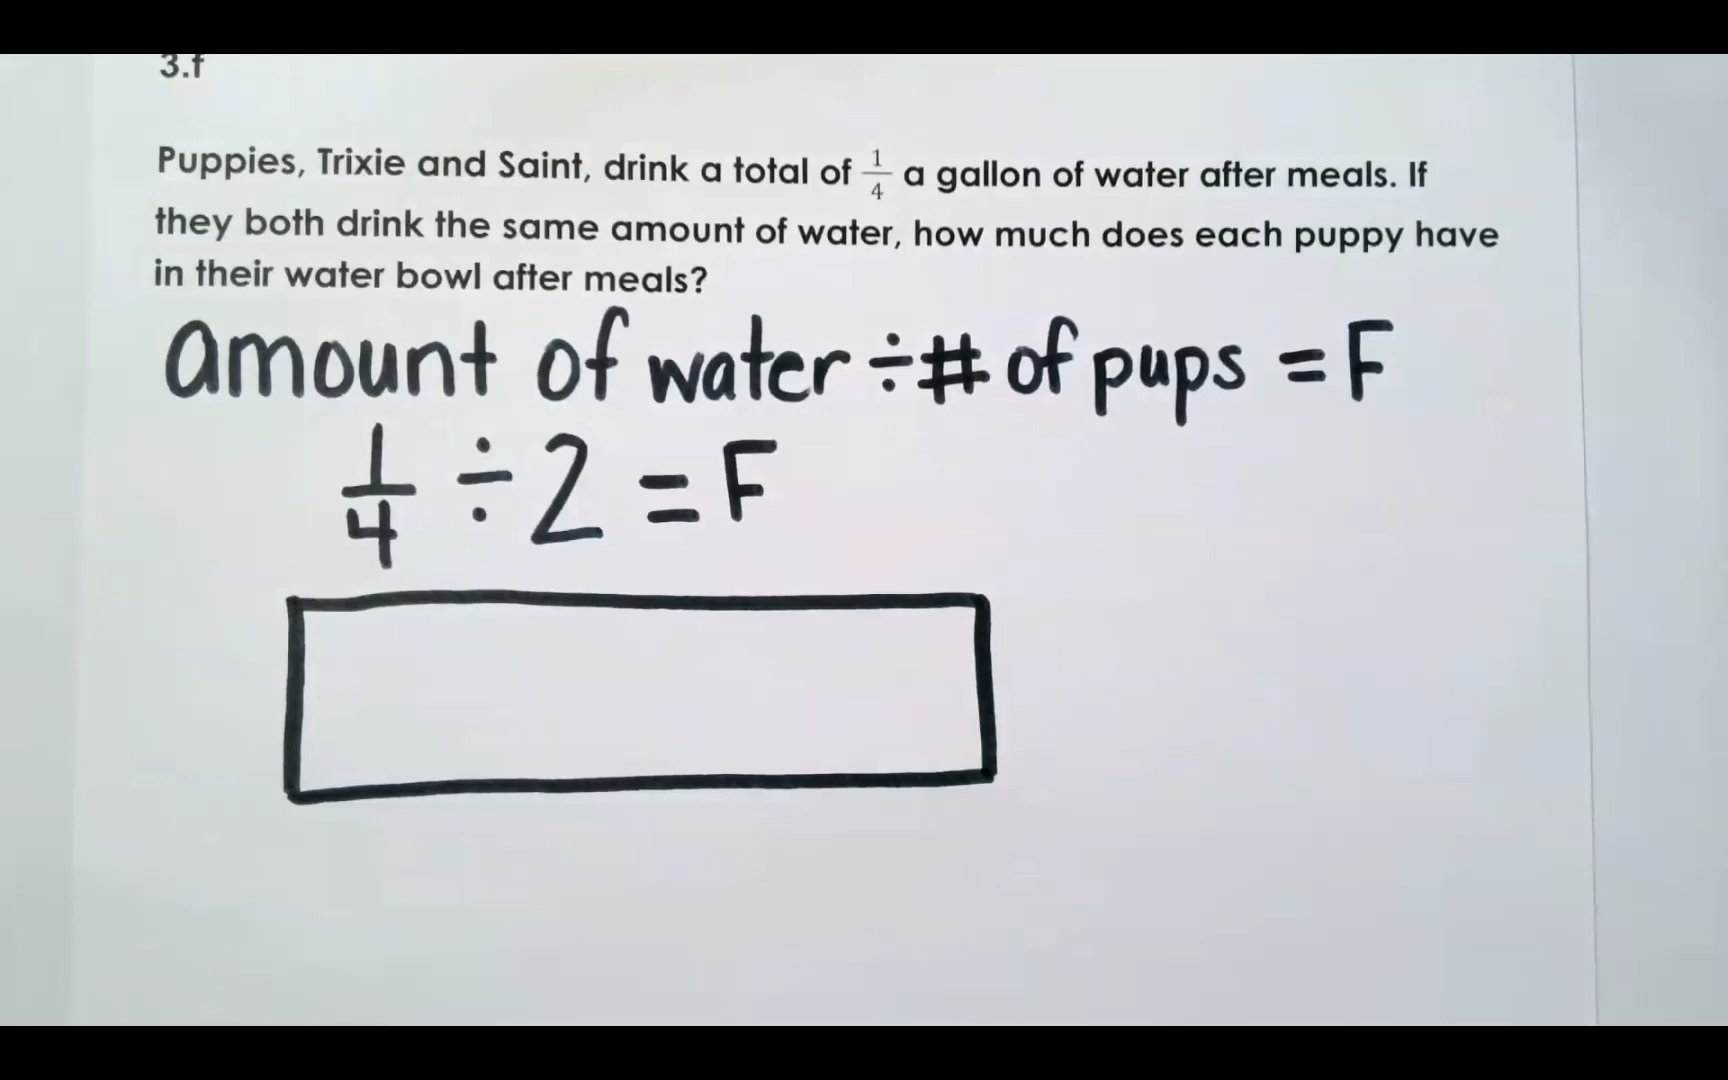 3.f
Puppies, Trixie and Saint, drink a total of 1/4 a gallon of water after meals. If
they both drink the same amount of water, how much does each puppy have
in their water bowl after meals?
amount of water ÷ # of pups = F
1/4 ÷ 2 = F